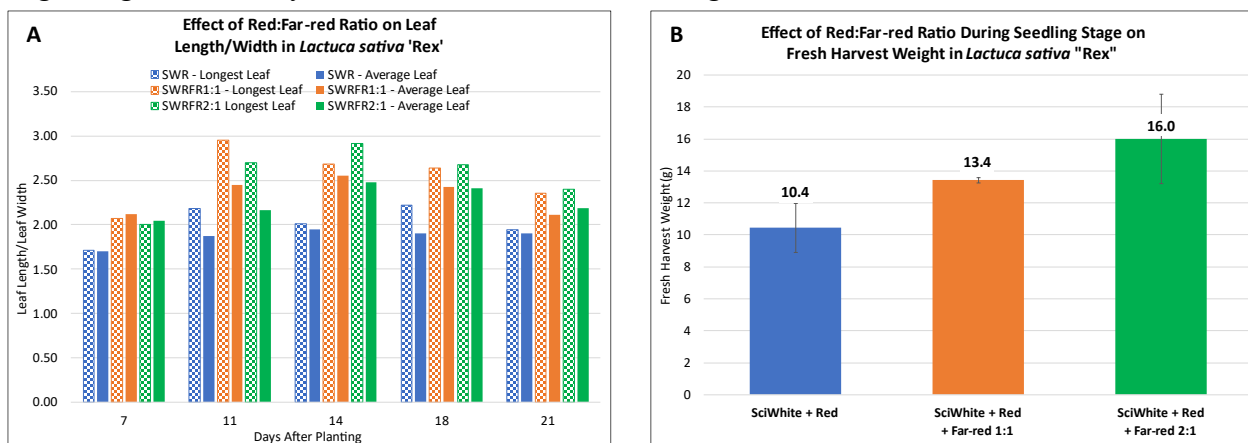 A
Effect of Red:Far-red Ratio on Leaf
Length/Width in Lactuca sativa 'Rex'
SWR - Longest Leaf
SWR - Average Leaf
SWRFR1:1 - Longest Leaf
SWRFR1:1 - Average Leaf
SWRFR2:1 Longest Leaf
SWRFR2:1 - Average Leaf
Leaf Length/Leaf Width
3.50
3.00
2.50
2.00
1.50
1.00
0.50
0.00
7 11 14 18 21
Days After Planting
B
Effect of Red:Far-red Ratio During Seedling Stage on
Fresh Harvest Weight in Lactuca sativa "Rex"
Fresh Harvest Weight (g)
20
18
16
14
12
10
8
6
4
2
0
10.4
13.4
16.0
SciWhite + Red
SciWhite + Red
+ Far-red 1:1
SciWhite + Red
+ Far-red 2:1